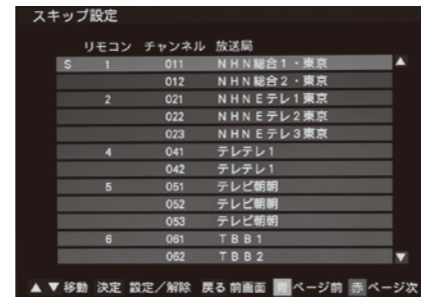 スキップ設定
リモコン チャンネル 放送局
S 1 011 NHN総合1・東京 ▲
012 NHN総合2・東京
2 021 NHNEテレ1東京
022 NHNEテレ2東京
023 NHNEテレ3東京
4 041 テレテレ1
042 テレテレ1
5 051 テレビ朝朝
052 テレビ朝朝
053 テレビ朝朝
6 061 TBB1
062 TBB2 ▼
▲▼移動 決定 設定/解除 戻る 前画面 青 ページ前 赤 ページ次